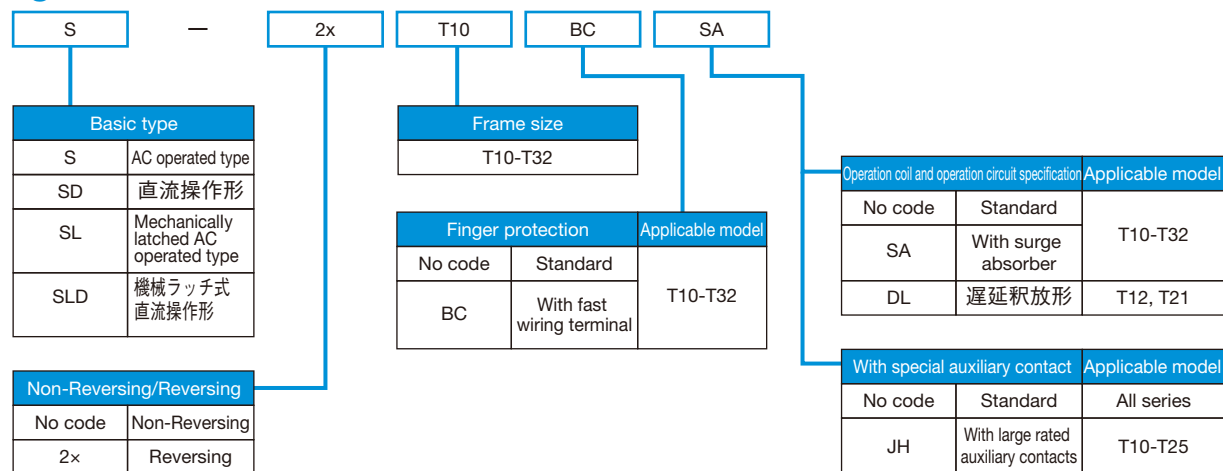 S — 2x T10 BC SA
Basic type
S AC operated type
SD 直流操作形
SL Mechanically
latched AC
operated type
SLD 機械ラッチ式
直流操作形
Non-Reversing/Reversing
No code Non-Reversing
2× Reversing
Frame size
T10-T32
Finger protection Applicable model
No code Standard
BC With fast
wiring terminal
T10-T32
Operation coil and operation circuit specification Applicable model
No code Standard
SA With surge
absorber
T10-T32
DL 遅延釈放形 T12, T21
With special auxiliary contact Applicable model
No code Standard All series
JH With large rated
auxiliary contacts
T10-T25